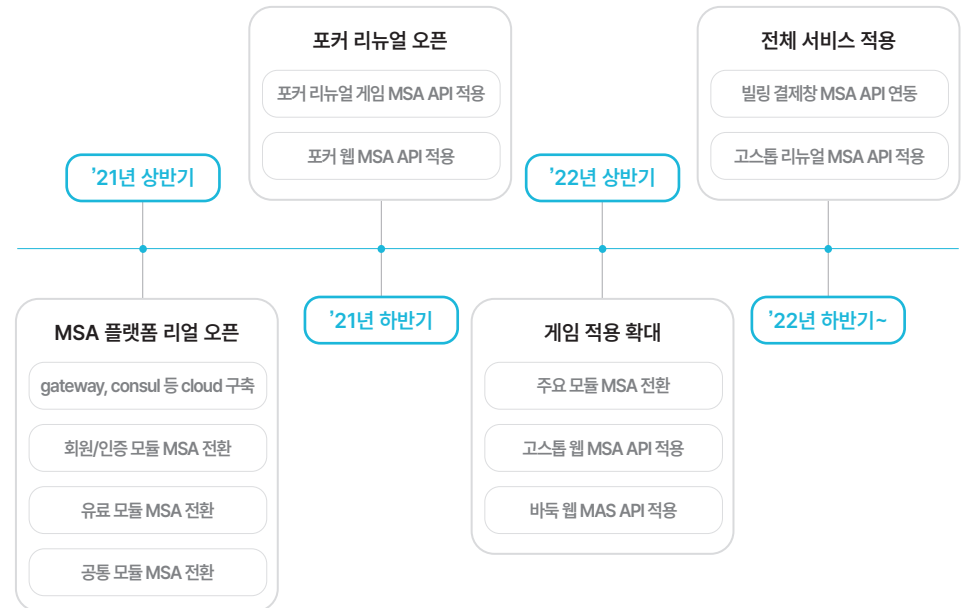 ’21년 상반기
MSA 플랫폼 리얼 오픈
gateway, consul 등 cloud 구축
회원/인증 모듈 MSA 전환
유료 모듈 MSA 전환
공통 모듈 MSA 전환
포커 리뉴얼 오픈
포커 리뉴얼 게임 MSA API 적용
포커 웹 MSA API 적용
’21년 하반기
’22년 상반기
게임 적용 확대
주요 모듈 MSA 전환
고스톱 웹 MSA API 적용
바둑 웹 MAS API 적용
전체 서비스 적용
빌링 결제창 MSA API 연동
고스톱 리뉴얼 MSA API 적용
’22년 하반기~